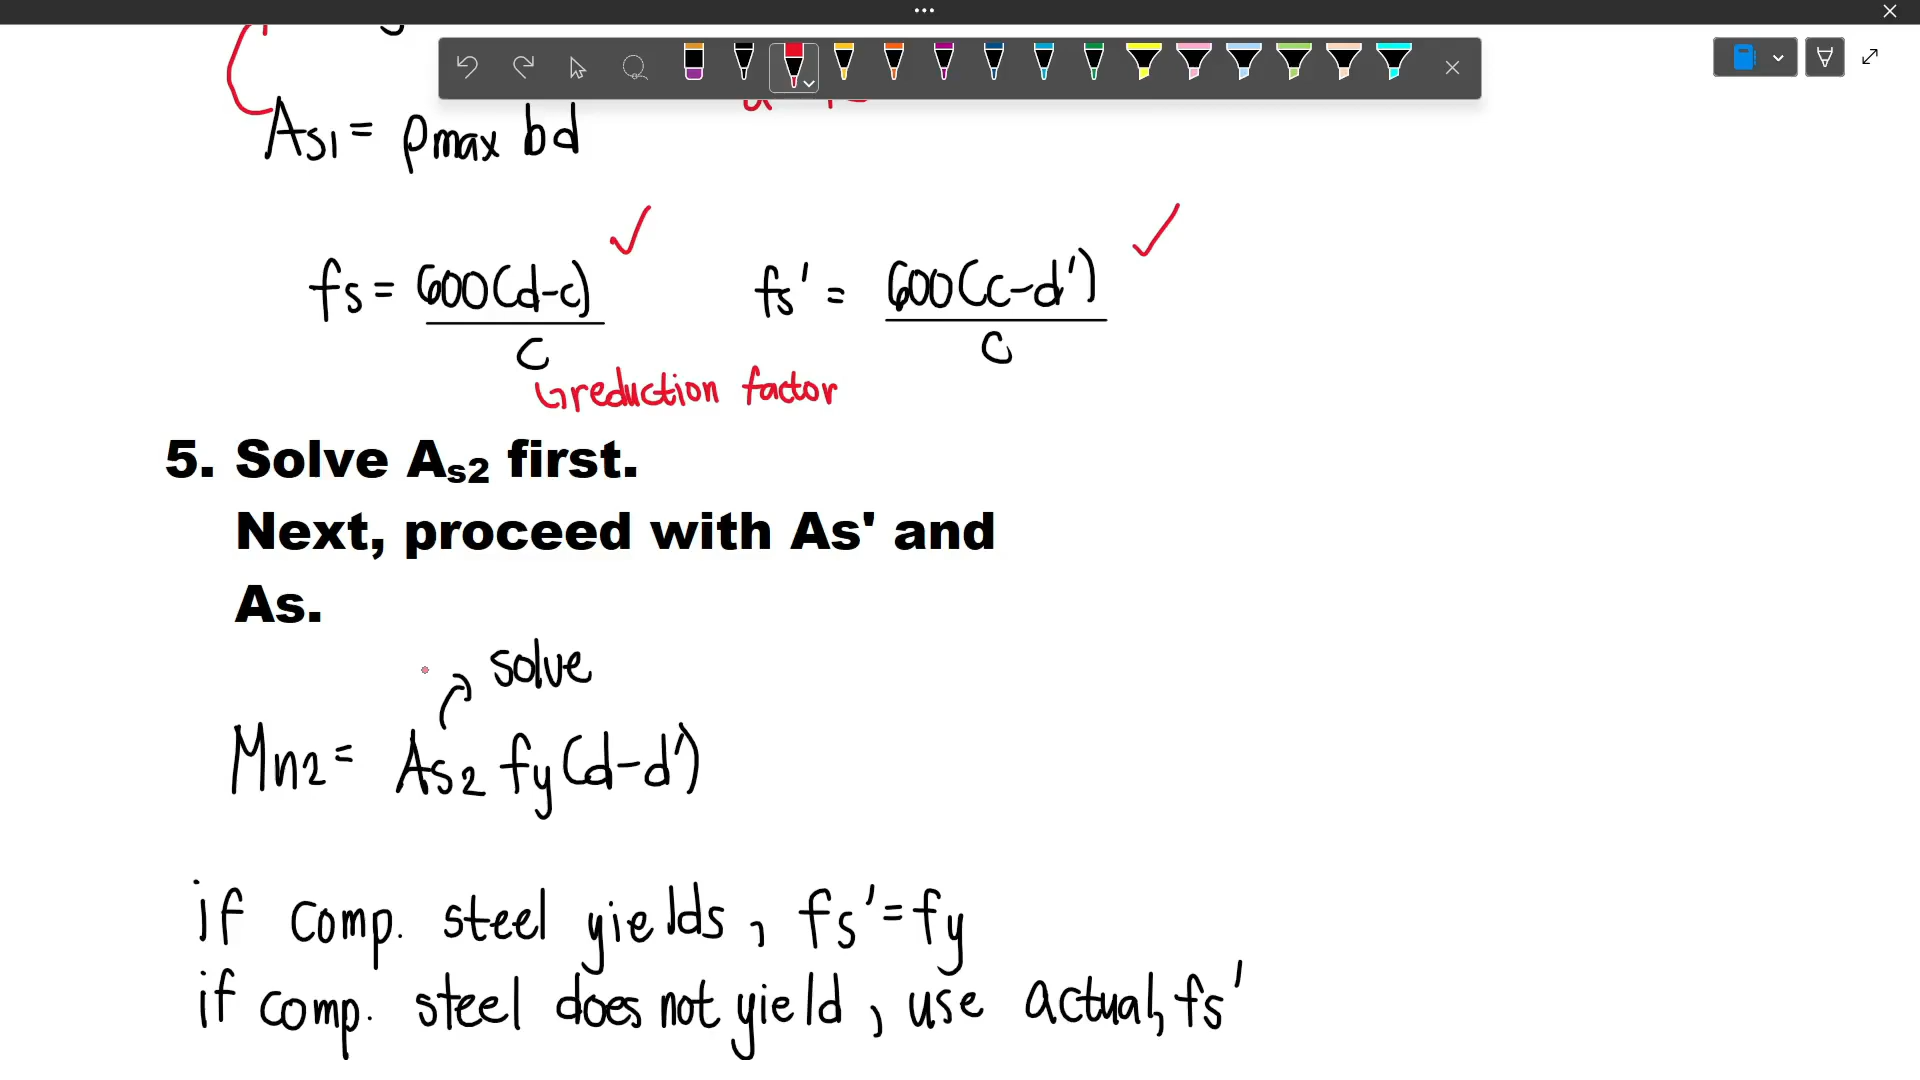 As1 = ρmax bd
fs = 600(d-c)/c   fs' = 600(c-d')/c
reduction factor
5. Solve As2 first.
Next, proceed with As' and
As.
solve
Mn2 = As2 fy(d-d')
if comp. steel yields, fs' = fy
if comp. steel does not yield, use actual, fs'